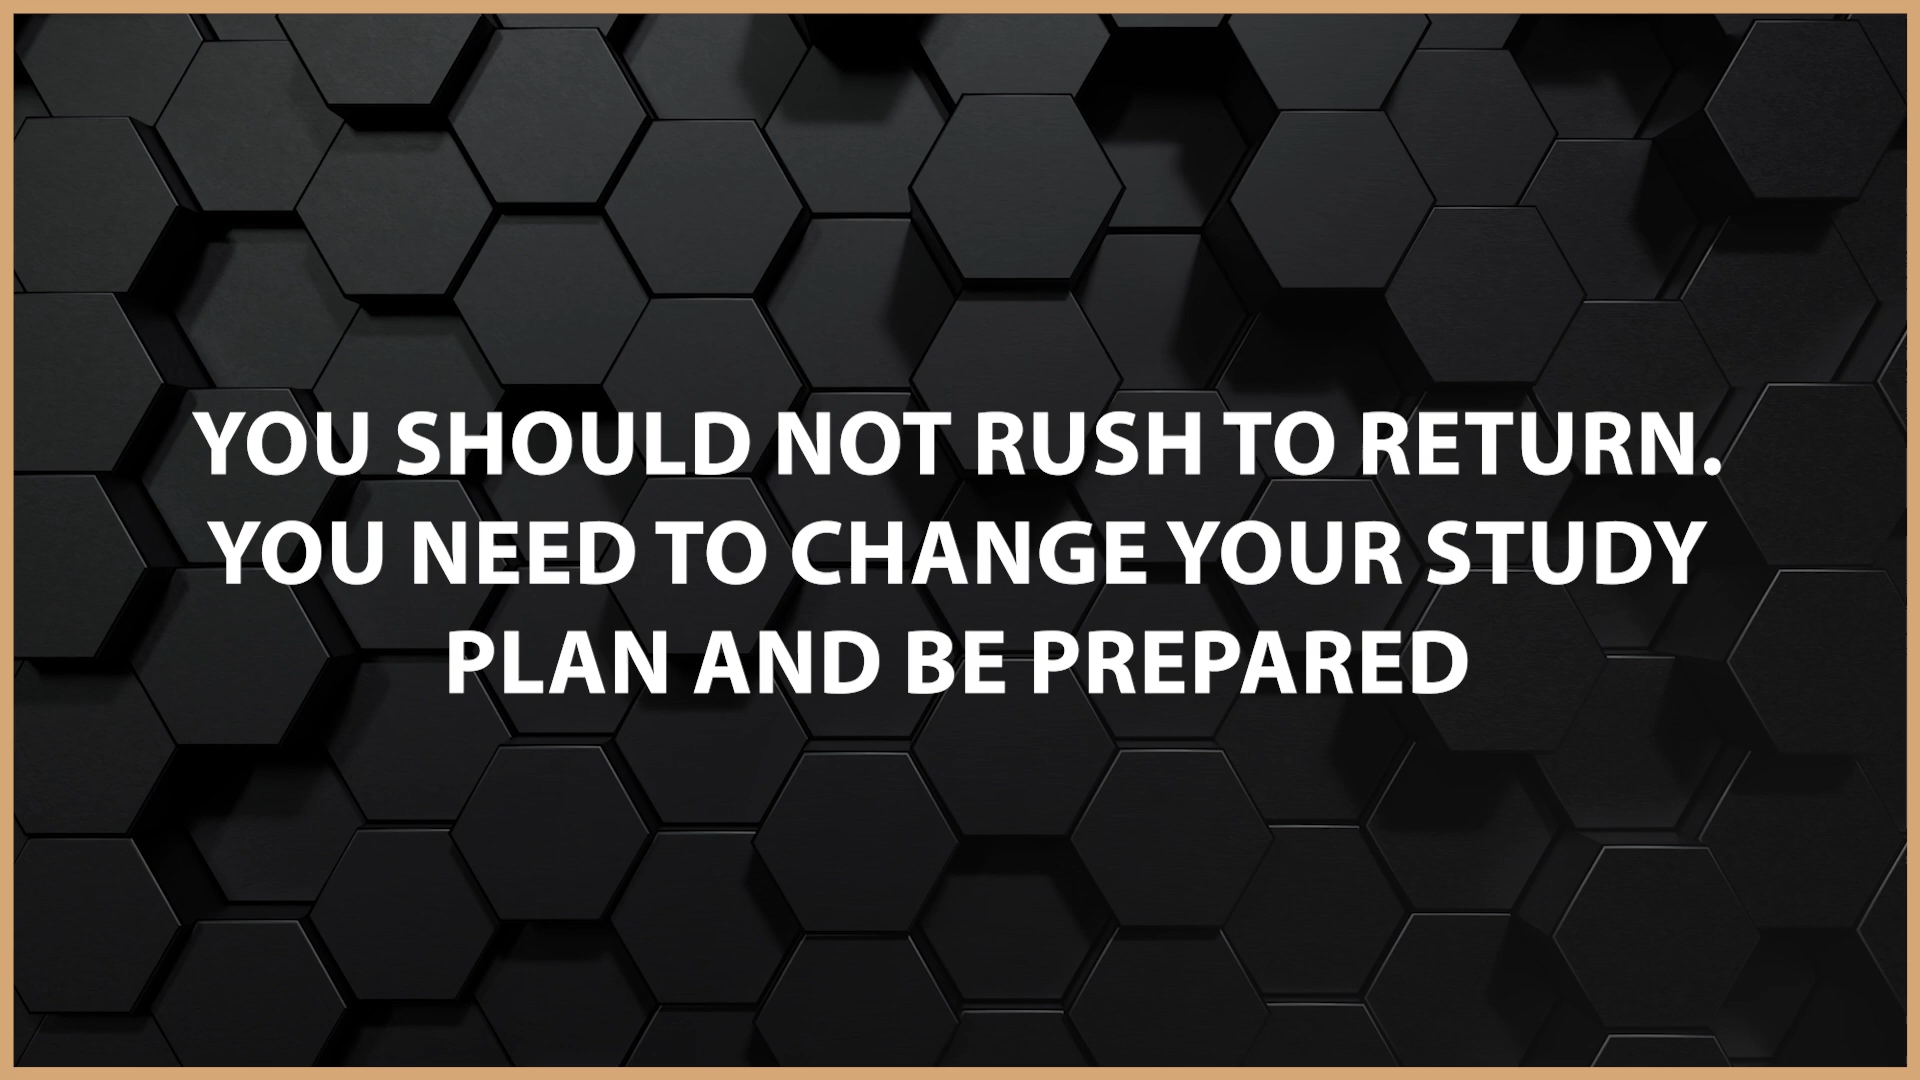 YOU SHOULD NOT RUSH TO RETURN.
YOU NEED TO CHANGE YOUR STUDY
PLAN AND BE PREPARED